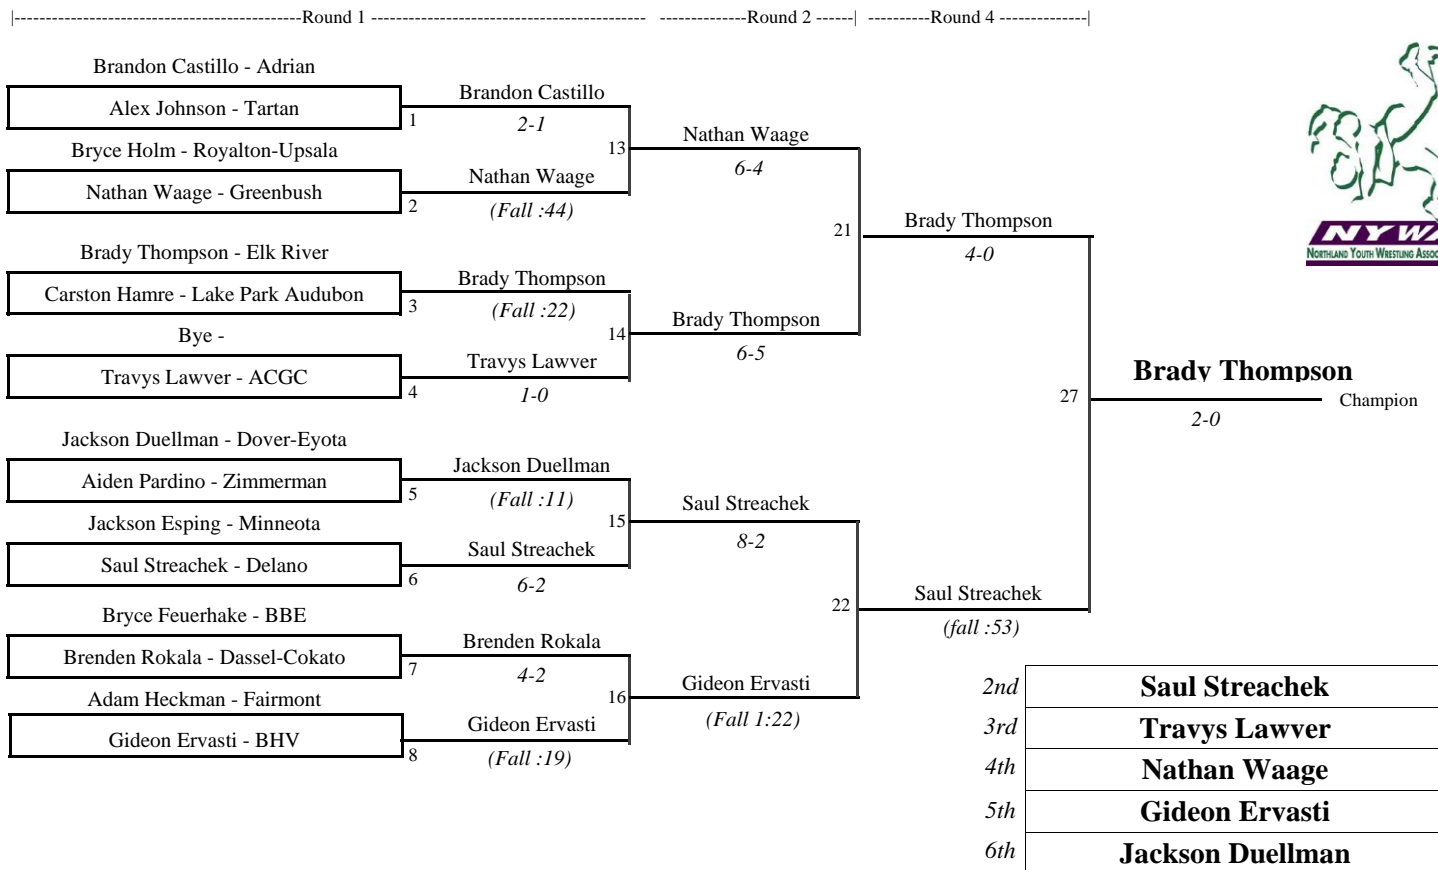 |----------------------------------------------Round 1 --------------------------------------------  --------------Round 2 ------|  ----------Round 4 --------------|
Brandon Castillo - Adrian
Alex Johnson - Tartan
1
Brandon Castillo
2-1
Bryce Holm - Royalton-Upsala
Nathan Waage - Greenbush
2
Nathan Waage
(Fall :44)
13
Nathan Waage
6-4
Brady Thompson - Elk River
Carston Hamre - Lake Park Audubon
3
Brady Thompson
(Fall :22)
Bye -
Travys Lawver - ACGC
4
Travys Lawver
1-0
14
Brady Thompson
6-5
21
Brady Thompson
4-0
Jackson Duellman - Dover-Eyota
Aiden Pardino - Zimmerman
5
Jackson Duellman
(Fall :11)
Jackson Esping - Minneota
Saul Streachek - Delano
6
Saul Streachek
6-2
15
Saul Streachek
8-2
Bryce Feuerhake - BBE
Brenden Rokala - Dassel-Cokato
7
Brenden Rokala
4-2
Adam Heckman - Fairmont
Gideon Ervasti - BHV
8
Gideon Ervasti
(Fall :19)
16
Gideon Ervasti
(Fall 1:22)
22
Saul Streachek
(fall :53)
27
Brady Thompson
Champion
2-0
NYWA
NORTHLAND YOUTH WRESTLING
2nd Saul Streachek
3rd Travys Lawver
4th Nathan Waage
5th Gideon Ervasti
6th Jackson Duellman